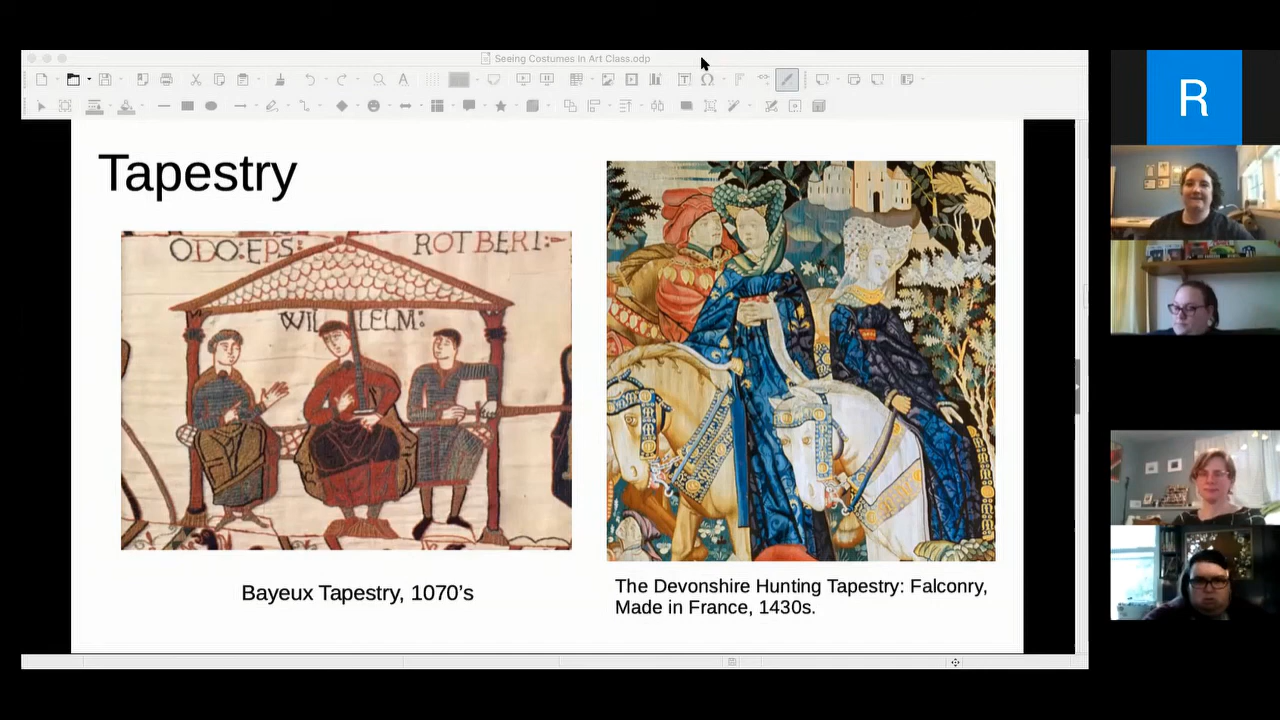 Seeing Costumes In Art Class.odp
Tapestry
ODO:EPS:
ROTBERT:-
WILLELM:
Bayeux Tapestry, 1070's
The Devonshire Hunting Tapestry: Falconry,
Made in France, 1430s.
R